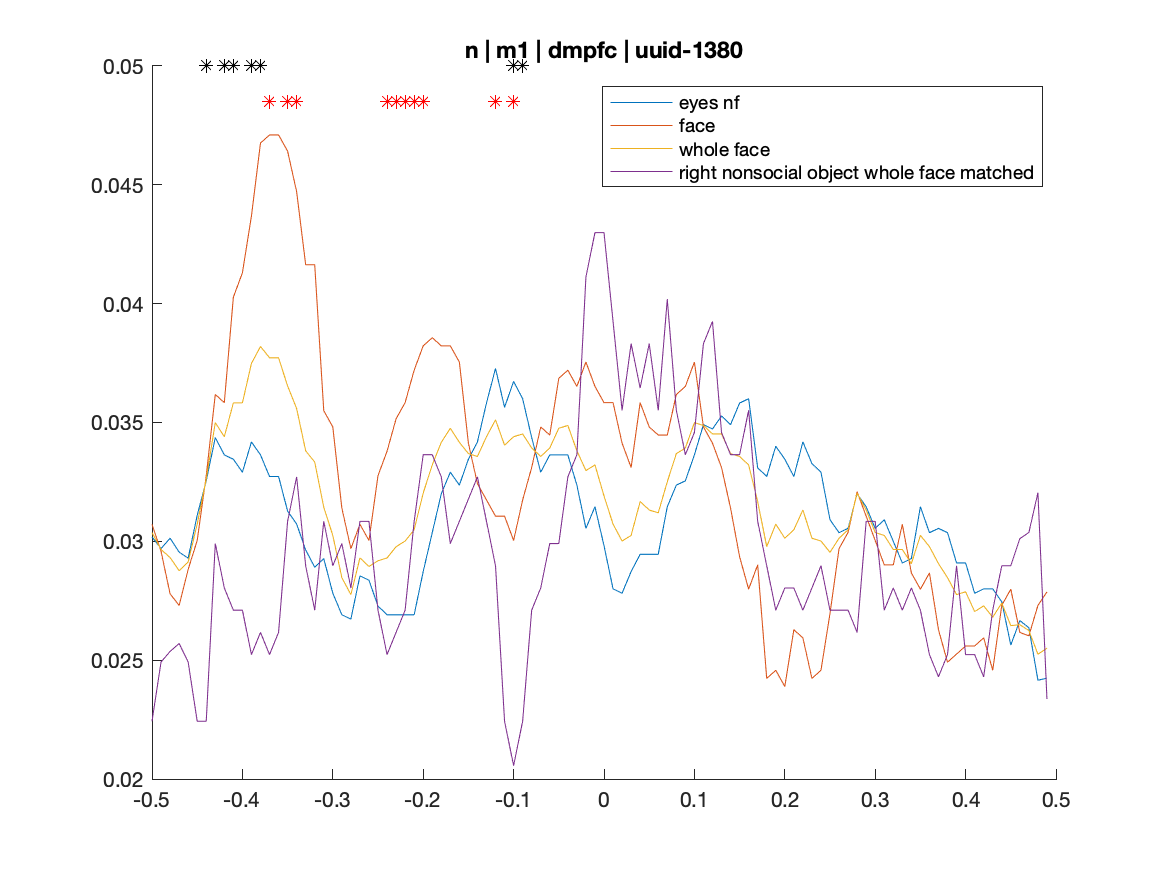 n | m1 | dmpfc | uuid-1380
0.05
0.045
0.04
0.035
0.03
0.025
0.02
eyes nf
face
whole face
right nonsocial object whole face matched
-0.5 -0.4 -0.3 -0.2 -0.1 0 0.1 0.2 0.3 0.4 0.5